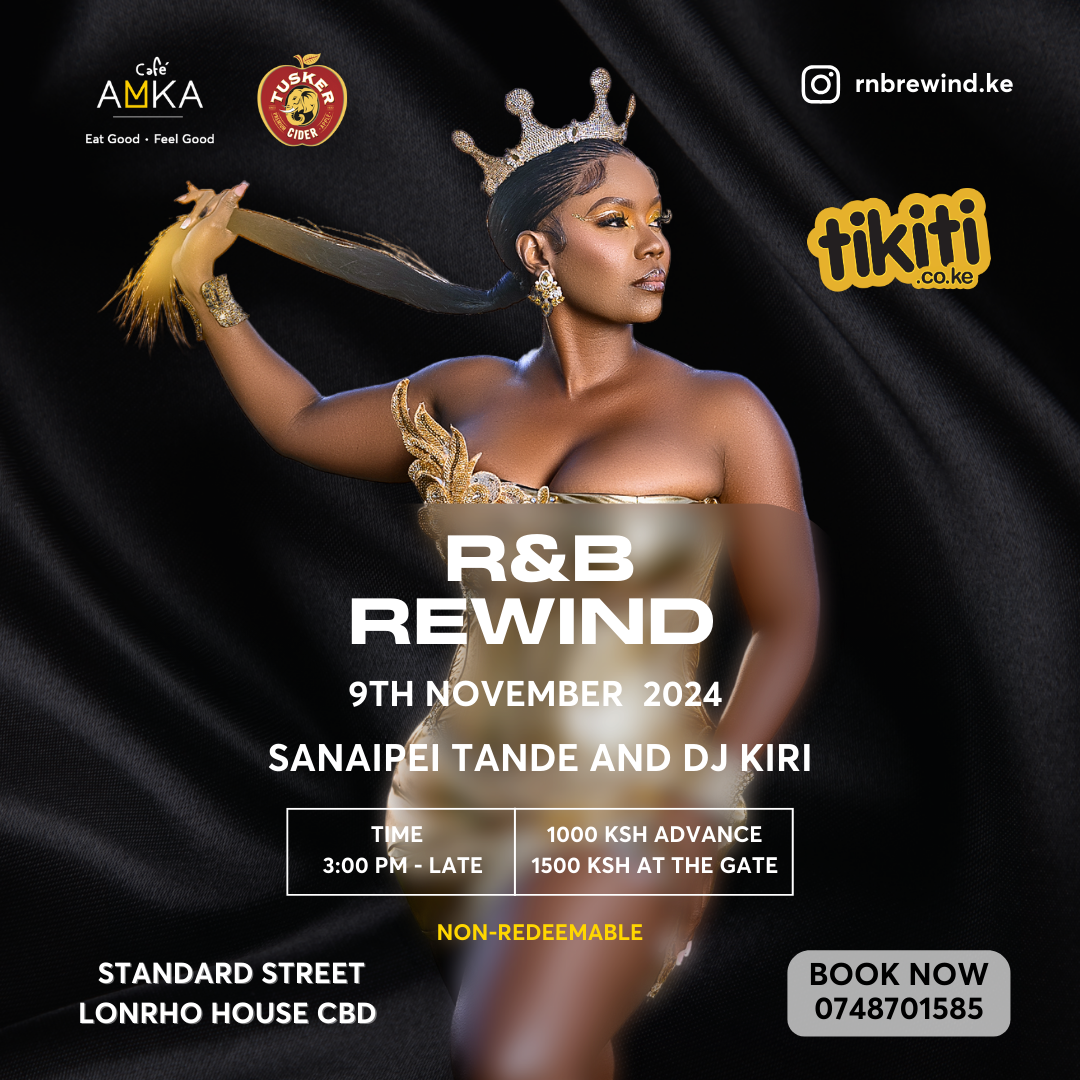 Café
AMKA
Eat Good • Feel Good
TUSKER
PREMIUM CIDER APPLE
rnbrewind.ke
tikiti
.co.ke
R&B
REWIND
9TH NOVEMBER 2024
SANAIPEI TANDE AND DJ KIRI
TIME
3:00 PM - LATE
1000 KSH ADVANCE
1500 KSH AT THE GATE
NON-REDEEMABLE
STANDARD STREET
LONRHO HOUSE CBD
BOOK NOW
0748701585